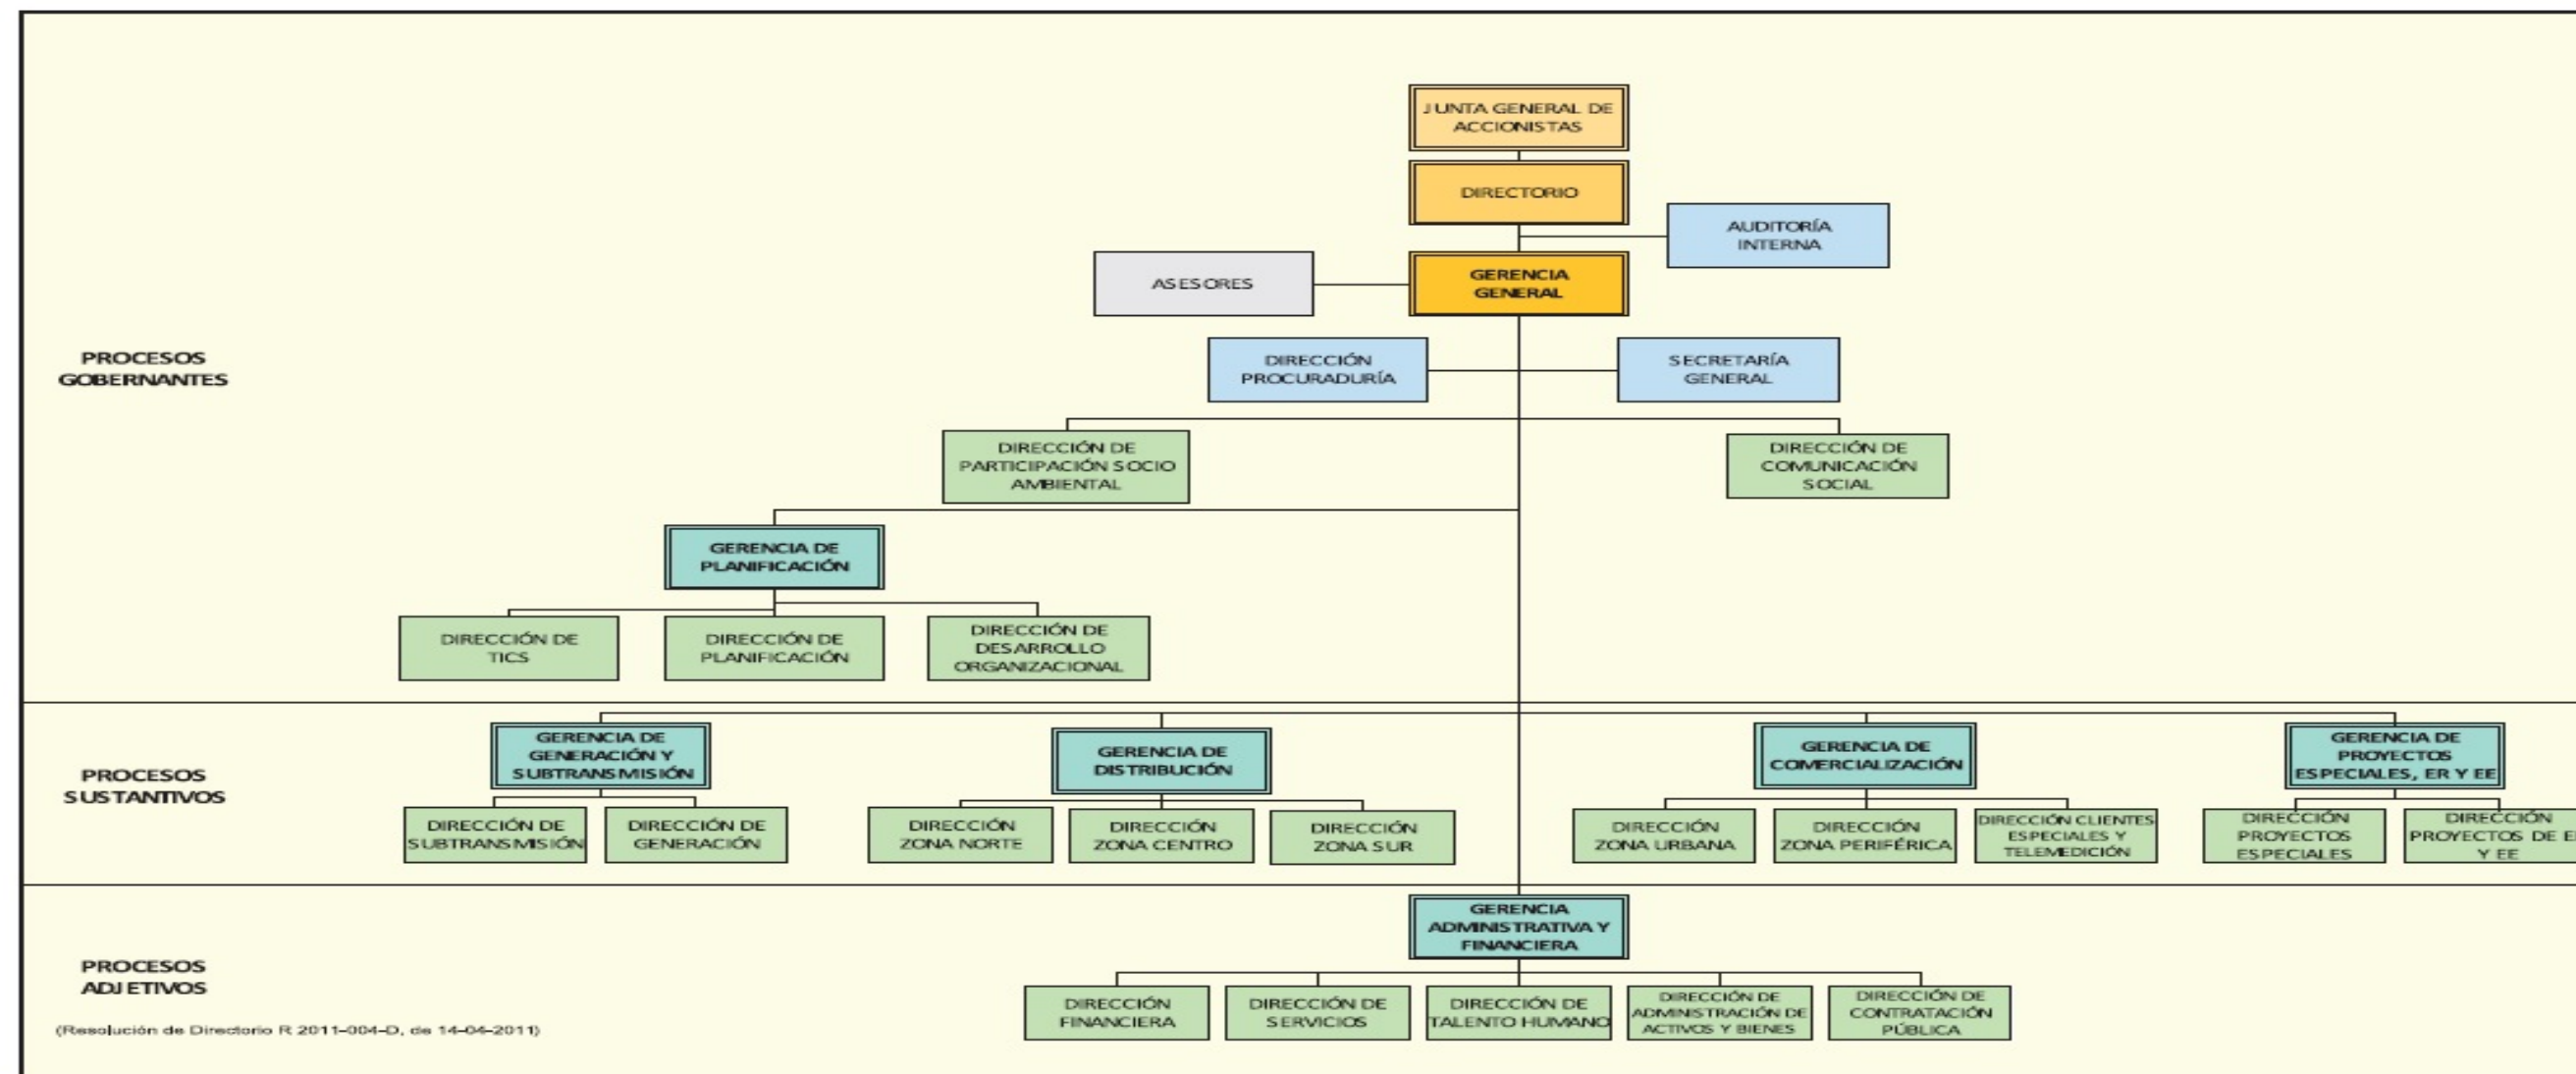 JUNTA GENERAL DE
ACCIONISTAS
DIRECTORIO
AUDITORÍA
INTERNA
ASESORES
GERENCIA
GENERAL
PROCESOS
GOBERNANTES
DIRECCIÓN
PROCURADURÍA
SECRETARÍA
GENERAL
DIRECCIÓN DE
PARTICIPACIÓN SOCIO
AMBIENTAL
DIRECCIÓN DE
COMUNICACIÓN
SOCIAL
GERENCIA DE
PLANIFICACIÓN
DIRECCIÓN DE
TICS
DIRECCIÓN DE
PLANIFICACIÓN
DIRECCIÓN DE
DESARROLLO
ORGANIZACIONAL
PROCESOS
SUSTANTIVOS
GERENCIA DE
GENERACIÓN Y
SUBTRANSMISIÓN
GERENCIA DE
DISTRIBUCIÓN
GERENCIA DE
COMERCIALIZACIÓN
GERENCIA DE
PROYECTOS
ESPECIALES, ER Y EE
DIRECCIÓN DE
SUBTRANSMISIÓN
DIRECCIÓN DE
GENERACIÓN
DIRECCIÓN
ZONA NORTE
DIRECCIÓN
ZONA CENTRO
DIRECCIÓN
ZONA SUR
DIRECCIÓN
ZONA URBANA
DIRECCIÓN
ZONA PERIFÉRICA
DIRECCIÓN CLIENTES
ESPECIALES Y
TELEMEDICIÓN
DIRECCIÓN
PROYECTOS
ESPECIALES
DIRECCIÓN
PROYECTOS DE
Y EE
PROCESOS
ADJETIVOS
(Resolución de Directorio R 2011-004-D, de 14-04-2011)
GERENCIA
ADMINISTRATIVA Y
FINANCIERA
DIRECCIÓN
FINANCIERA
DIRECCIÓN DE
SERVICIOS
DIRECCIÓN DE
TALENTO HUMANO
DIRECCIÓN DE
ADMINISTRACIÓN DE
ACTIVOS Y BIENES
DIRECCIÓN DE
CONTRATACIÓN
PÚBLICA